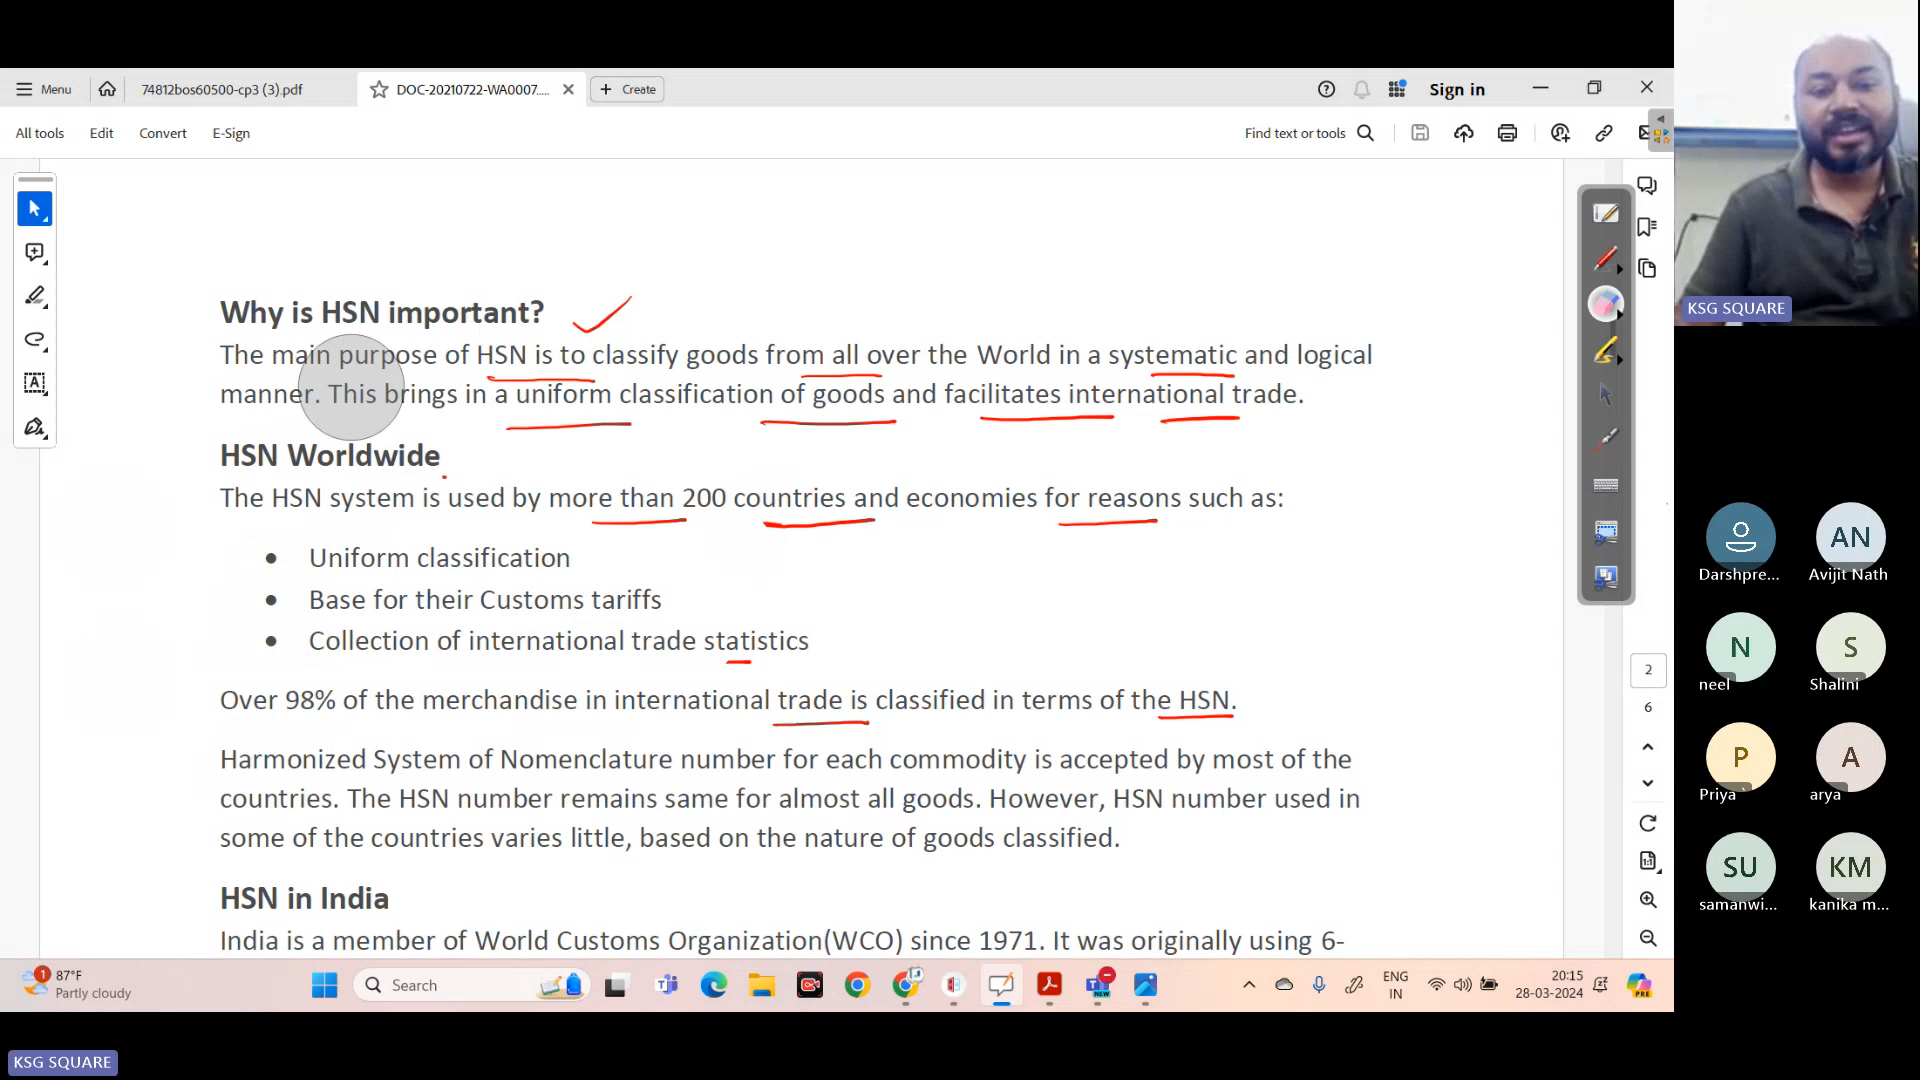 Menu
74812bos60500-cp3 (3).pdf
DOC-20210722-WA0007....
Create
Sign in
All tools
Edit
Convert
E-Sign
Find text or tools
Why is HSN important?
The main purpose of HSN is to classify goods from all over the World in a systematic and logical
manner. This brings in a uniform classification of goods and facilitates international trade.
HSN Worldwide
The HSN system is used by more than 200 countries and economies for reasons such as:
• Uniform classification
• Base for their Customs tariffs
• Collection of international trade statistics
Over 98% of the merchandise in international trade is classified in terms of the HSN.
Harmonized System of Nomenclature number for each commodity is accepted by most of the
countries. The HSN number remains same for almost all goods. However, HSN number used in
some of the countries varies little, based on the nature of goods classified.
HSN in India
India is a member of World Customs Organization(WCO) since 1971. It was originally using 6-
2
6
KSG SQUARE
Darshpre...
AN
Avijit Nath
N
neel
S
Shalini
P
Priya `
A
arya
SU
samanwi...
KM
kanika m...
1
87°F
Partly cloudy
Search
NEW
ENG
IN
20:15
28-03-2024
PRE
KSG SQUARE